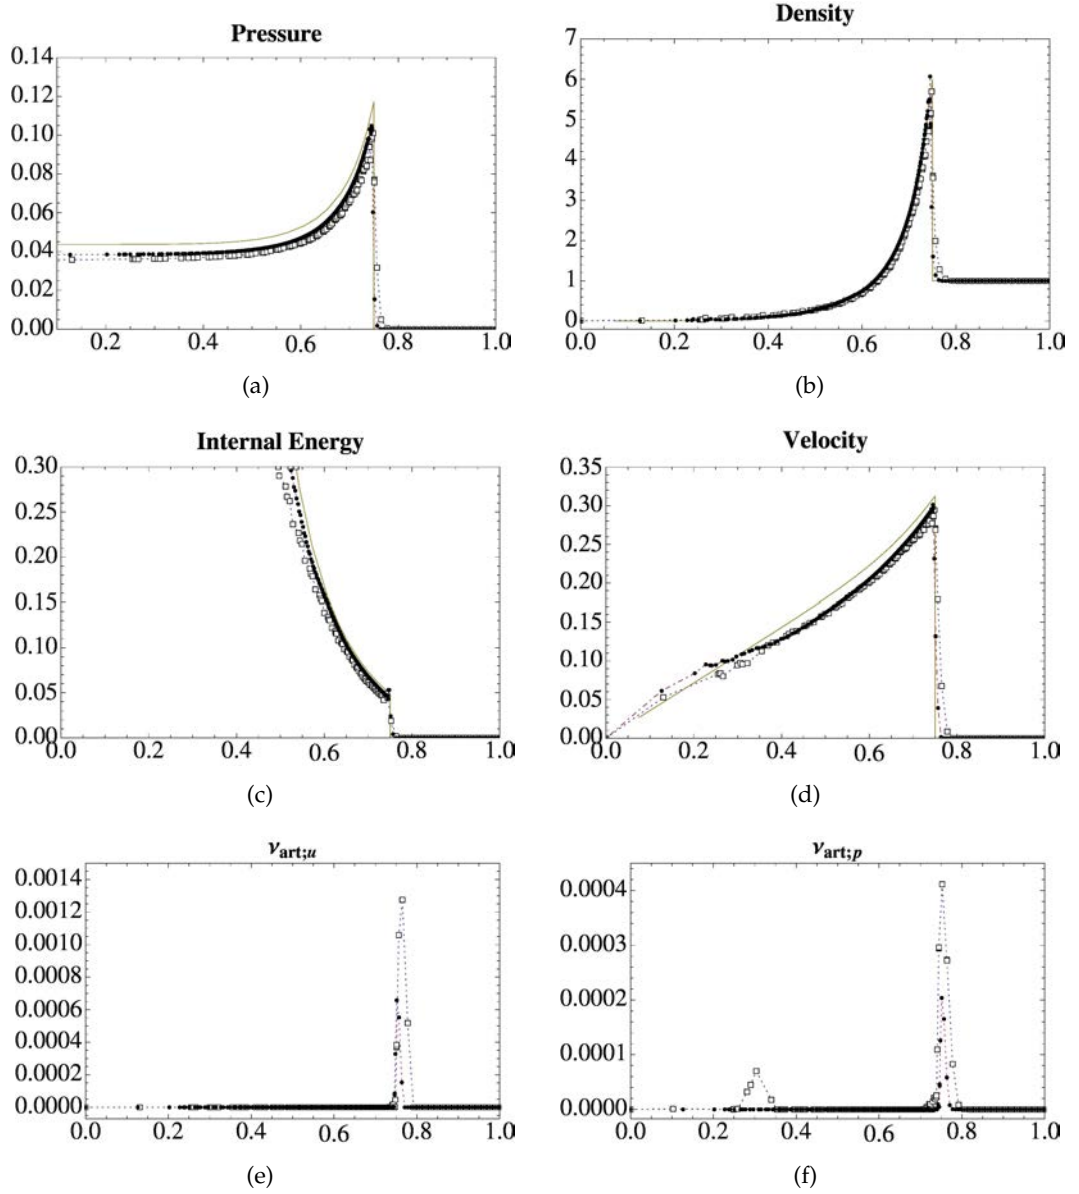 Pressure
0.14
0.12
0.10
0.08
0.06
0.04
0.02
0.00
0.2 0.4 0.6 0.8 1.0
(a)
Density
7
6
5
4
3
2
1
0
0.0 0.2 0.4 0.6 0.8 1.0
(b)
Internal Energy
0.30
0.25
0.20
0.15
0.10
0.05
0.00
0.0 0.2 0.4 0.6 0.8 1.0
(c)
Velocity
0.35
0.30
0.25
0.20
0.15
0.10
0.05
0.00
0.0 0.2 0.4 0.6 0.8 1.0
(d)
ν_art;u
0.0014
0.0012
0.0010
0.0008
0.0006
0.0004
0.0002
0.0000
0.0 0.2 0.4 0.6 0.8 1.0
(e)
ν_art;p
0.0004
0.0003
0.0002
0.0001
0.0000
0.0 0.2 0.4 0.6 0.8 1.0
(f)